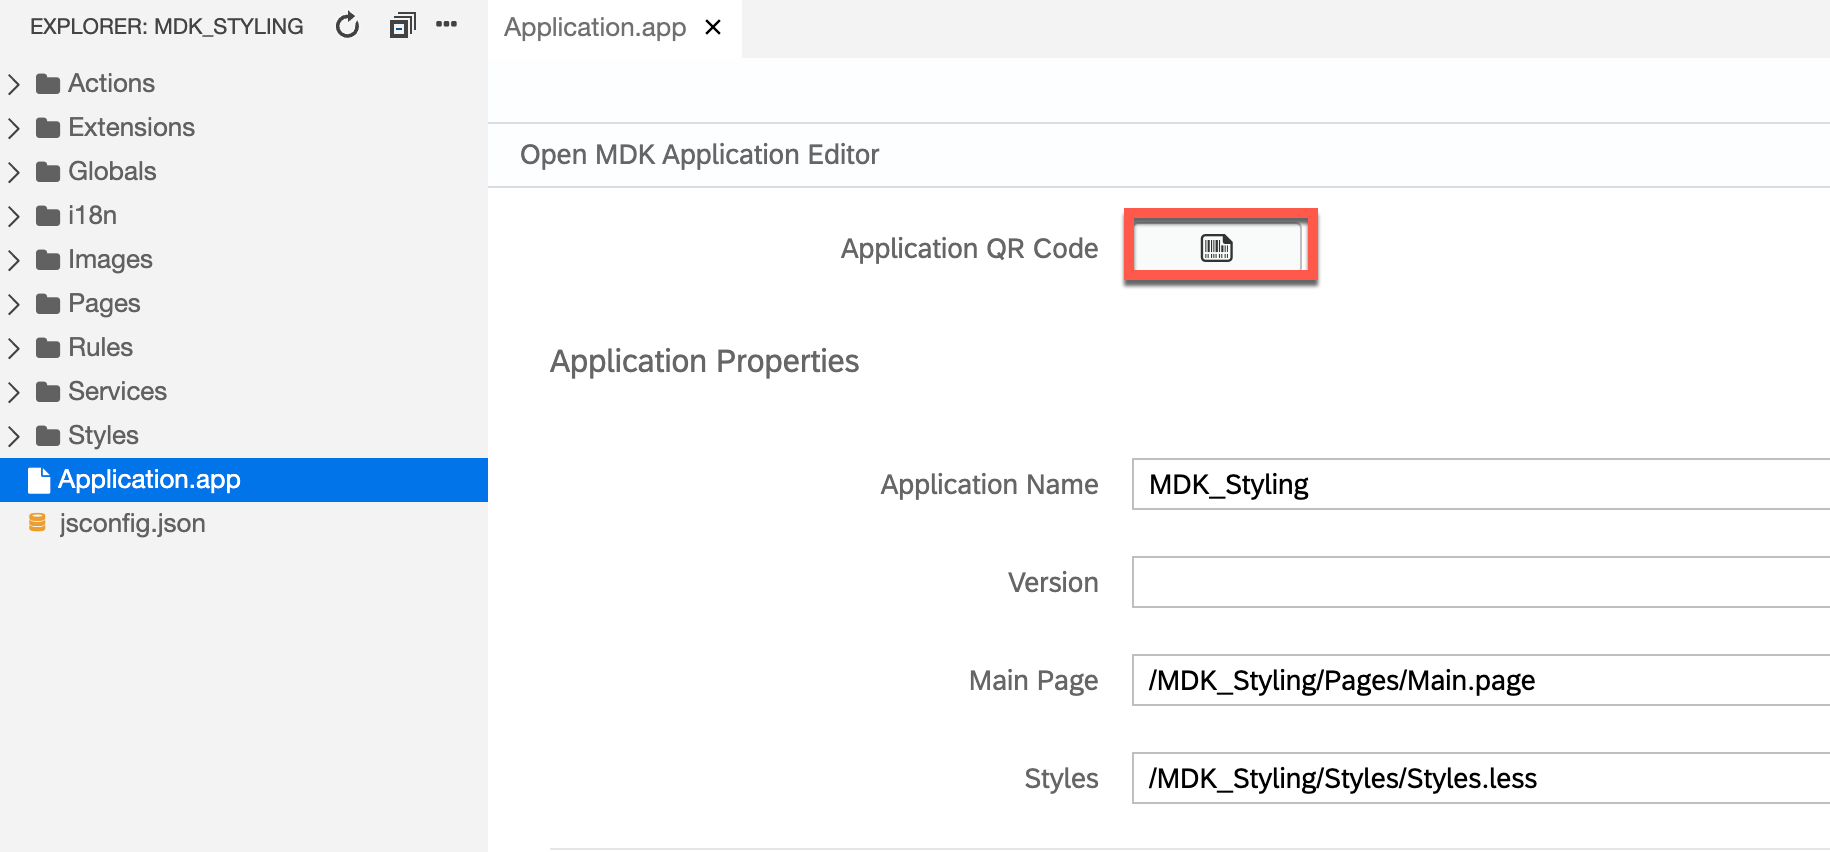 EXPLORER: MDK_STYLING
Actions
Extensions
Globals
i18n
Images
Pages
Rules
Services
Styles
Application.app
jsconfig.json
Application.app
Open MDK Application Editor
Application QR Code
Application Properties
Application Name MDK_Styling
Version
Main Page /MDK_Styling/Pages/Main.page
Styles /MDK_Styling/Styles/Styles.less